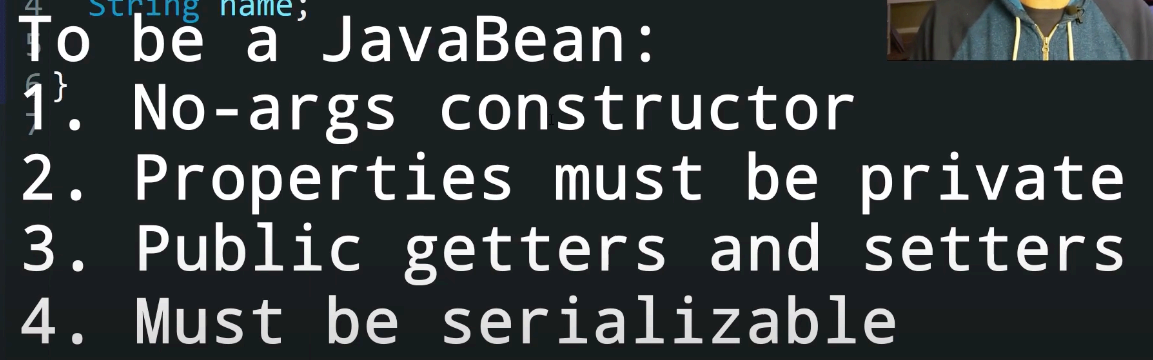 4 String name;
To be a JavaBean:
5
6 }
1. No-args constructor
7
2. Properties must be private
3. Public getters and setters
4. Must be serializable